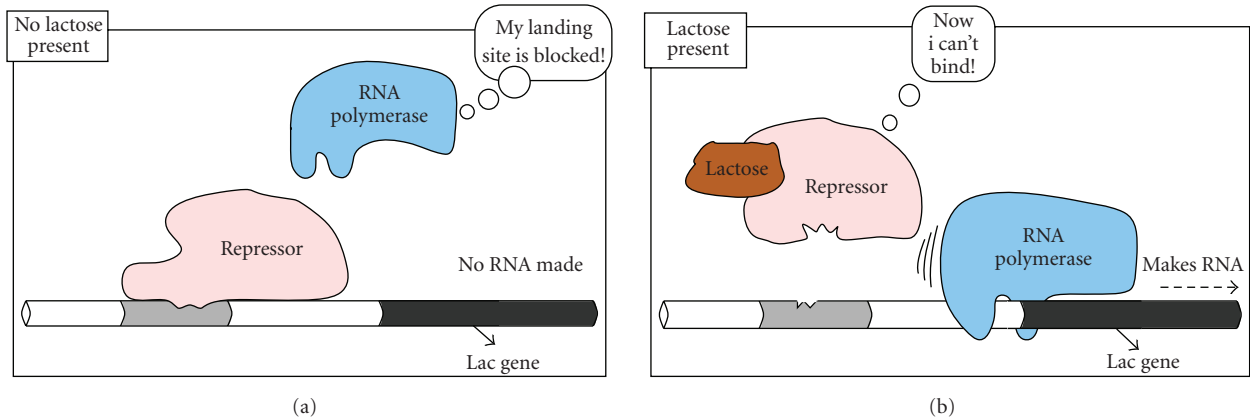 No lactose
present
My landing
site is blocked!
RNA
polymerase
Repressor
No RNA made
Lac gene
(a)
Lactose
present
Now
i can't
bind!
Lactose
Repressor
RNA
polymerase
Makes RNA
Lac gene
(b)